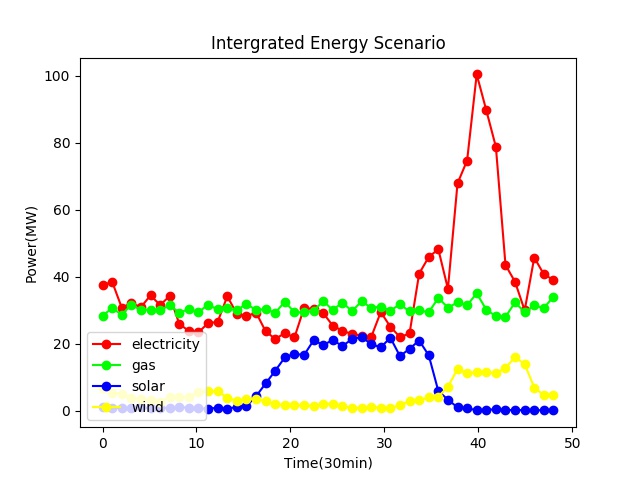 Intergrated Energy Scenario
Power(MW)
100
80
60
40
20
0
electricity
gas
solar
wind
0 10 20 30 40 50
Time(30min)